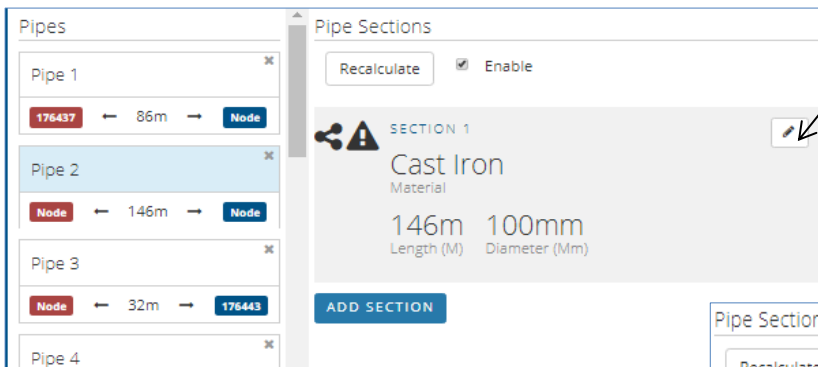 Pipes
Pipe 1
176437 ← 86m → Node
Pipe 2
Node ← 146m → Node
Pipe 3
Node ← 32m → 176443
Pipe 4
Pipe Sections
Recalculate Enable
SECTION 1
Cast Iron
Material
146m 100mm
Length (M) Diameter (Mm)
ADD SECTION
Pipe Section